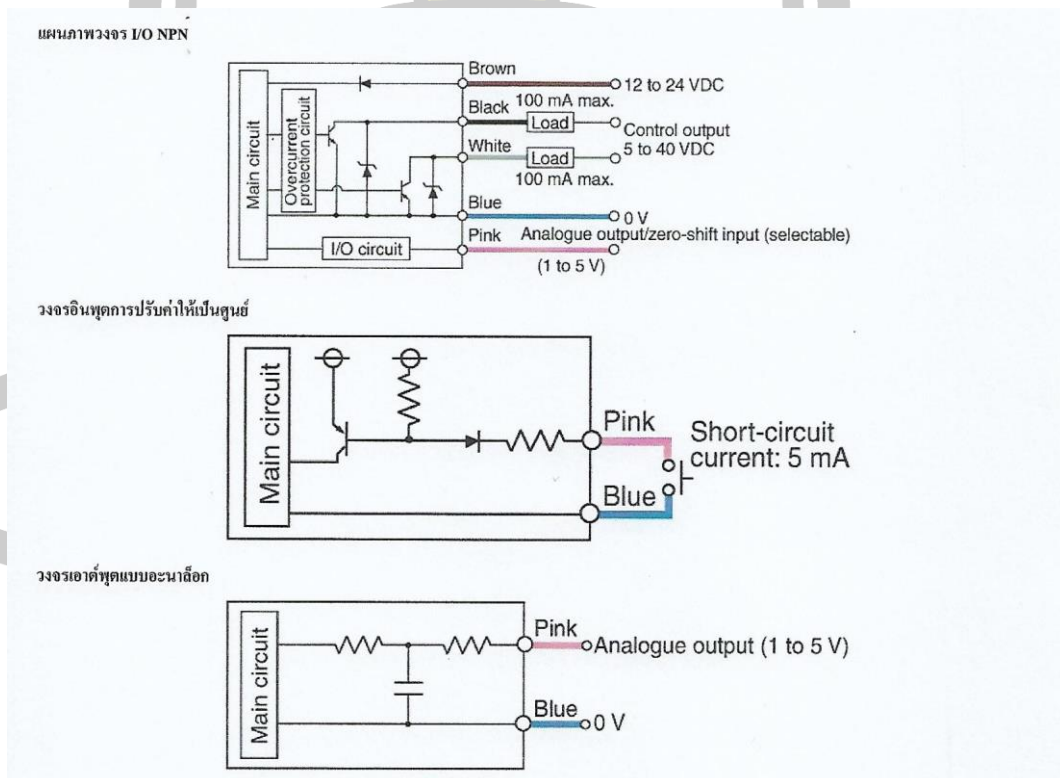 แผนภาพวงจร I/O NPN
Brown
12 to 24 VDC
100 mA max.
Black
Load
Control output
5 to 40 VDC
White
Load
100 mA max.
Main circuit
Overcurrent
protection circuit
Blue
0 V
I/O circuit
Pink
Analogue output/zero-shift input (selectable)
(1 to 5 V)
วงจรอินพุตการปรับค่าให้เป็นศูนย์
Main circuit
Pink
Short-circuit
current: 5 mA
Blue
วงจรเอาต์พุตแบบอะนาล็อก
Main circuit
Pink
Analogue output (1 to 5 V)
Blue
0 V